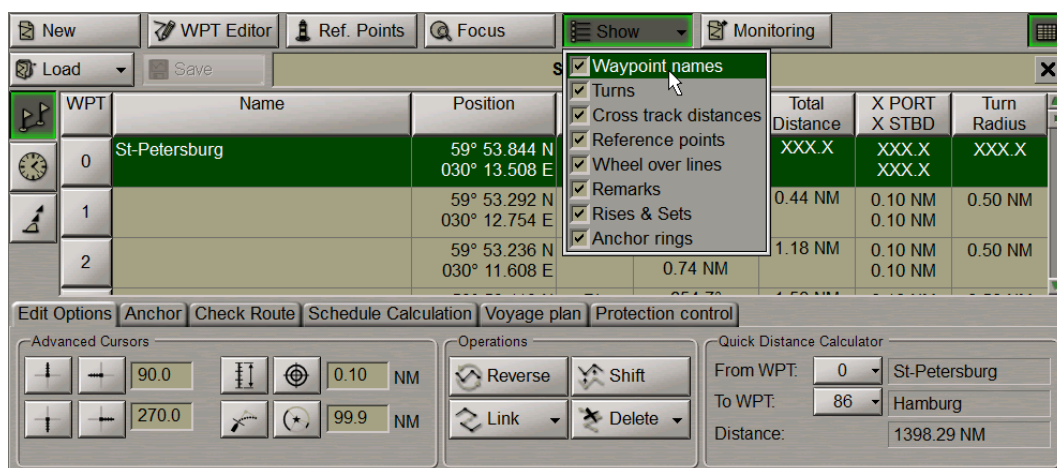 New WPT Editor Ref. Points Focus Show Monitoring
Load Save S
Waypoint names
Turns
Cross track distances
Reference points
Wheel over lines
Remarks
Rises & Sets
Anchor rings
WPT Name Position Total Distance X PORT X STBD Turn Radius
0 St-Petersburg 59° 53.844 N 030° 13.508 E XXX.X XXX.X XXX.X XXX.X
1 59° 53.292 N 030° 12.754 E 0.44 NM 0.10 NM 0.10 NM 0.50 NM
2 59° 53.236 N 030° 11.608 E 0.74 NM 1.18 NM 0.10 NM 0.10 NM 0.50 NM
Edit Options Anchor Check Route Schedule Calculation Voyage plan Protection control
Advanced Cursors Operations Quick Distance Calculator
90.0 0.10 NM Reverse Shift From WPT: 0 St-Petersburg
270.0 99.9 NM Link Delete To WPT: 86 Hamburg
Distance: 1398.29 NM